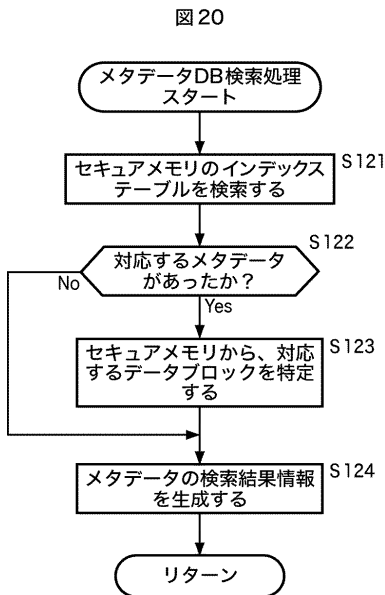 図20
メタデータDB検索処理
スタート
S121
セキュアメモリのインデックス
テーブルを検索する
S122
対応するメタデータ
があったか?
No
Yes
S123
セキュアメモリから、対応
するデータブロックを特定
する
S124
メタデータの検索結果情報
を生成する
リターン